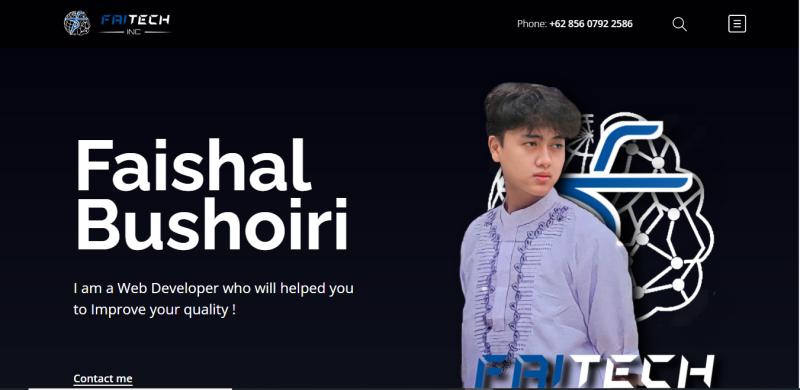 FAITECH
INC
Phone: +62 856 0792 2586
Faishal
Bushoiri
I am a Web Developer who will helped you
to Improve your quality !
Contact me
FAITECH